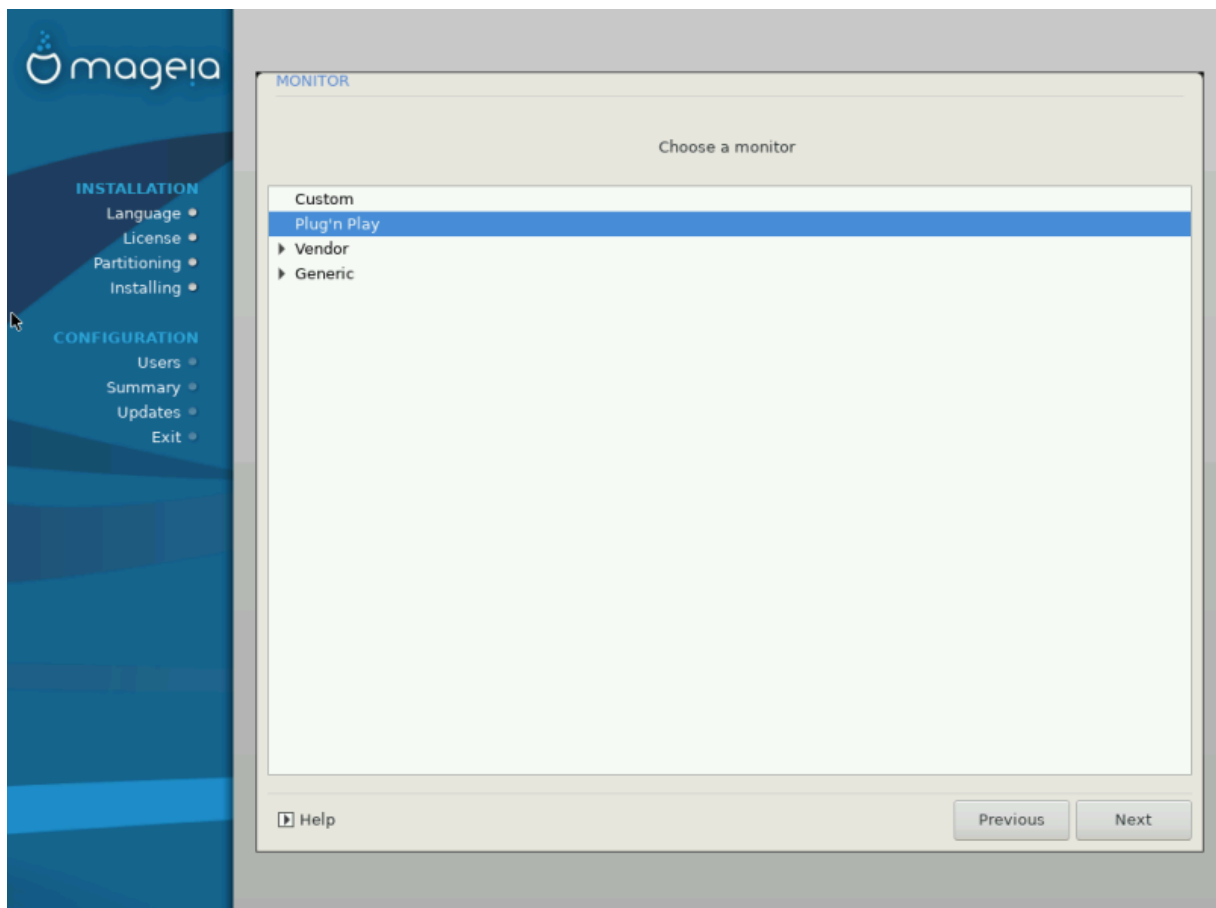 mageia
INSTALLATION
Language
License
Partitioning
Installing
CONFIGURATION
Users
Summary
Updates
Exit
MONITOR
Choose a monitor
Custom
Plug'n Play
Vendor
Generic
Help
Previous
Next